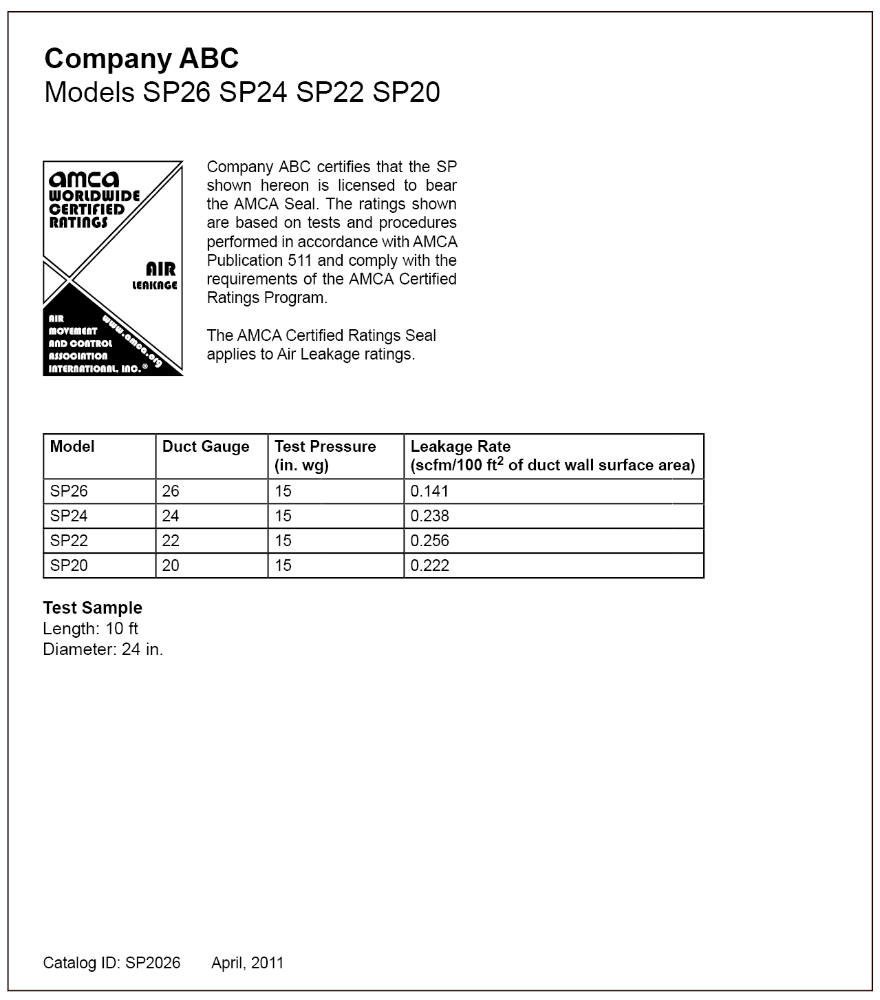 Company ABC
Models SP26 SP24 SP22 SP20
amca
WORLDWIDE
CERTIFIED
RATINGS
AIR
LEAKAGE
AIR
MOVEMENT
AND CONTROL
ASSOCIATION
INTERNATIONAL, INC.®
www.amca.org
Company ABC certifies that the SP
shown hereon is licensed to bear
the AMCA Seal. The ratings shown
are based on tests and procedures
performed in accordance with AMCA
Publication 511 and comply with the
requirements of the AMCA Certified
Ratings Program.
The AMCA Certified Ratings Seal
applies to Air Leakage ratings.
Model Duct Gauge Test Pressure (in. wg) Leakage Rate (scfm/100 ft² of duct wall surface area)
SP26 26 15 0.141
SP24 24 15 0.238
SP22 22 15 0.256
SP20 20 15 0.222
Test Sample
Length: 10 ft
Diameter: 24 in.
Catalog ID: SP2026 April, 2011